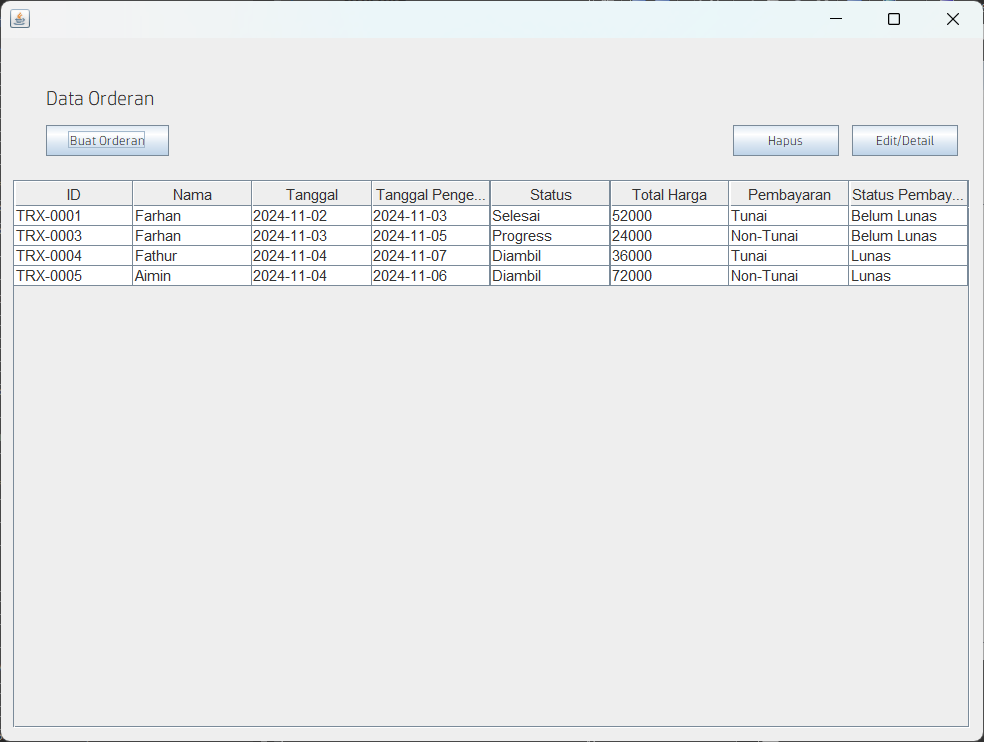 Data Orderan
Buat Orderan Hapus Edit/Detail
ID Nama Tanggal Tanggal Penge... Status Total Harga Pembayaran Status Pembay...
TRX-0001 Farhan 2024-11-02 2024-11-03 Selesai 52000 Tunai Belum Lunas
TRX-0003 Farhan 2024-11-03 2024-11-05 Progress 24000 Non-Tunai Belum Lunas
TRX-0004 Fathur 2024-11-04 2024-11-07 Diambil 36000 Tunai Lunas
TRX-0005 Aimin 2024-11-04 2024-11-06 Diambil 72000 Non-Tunai Lunas